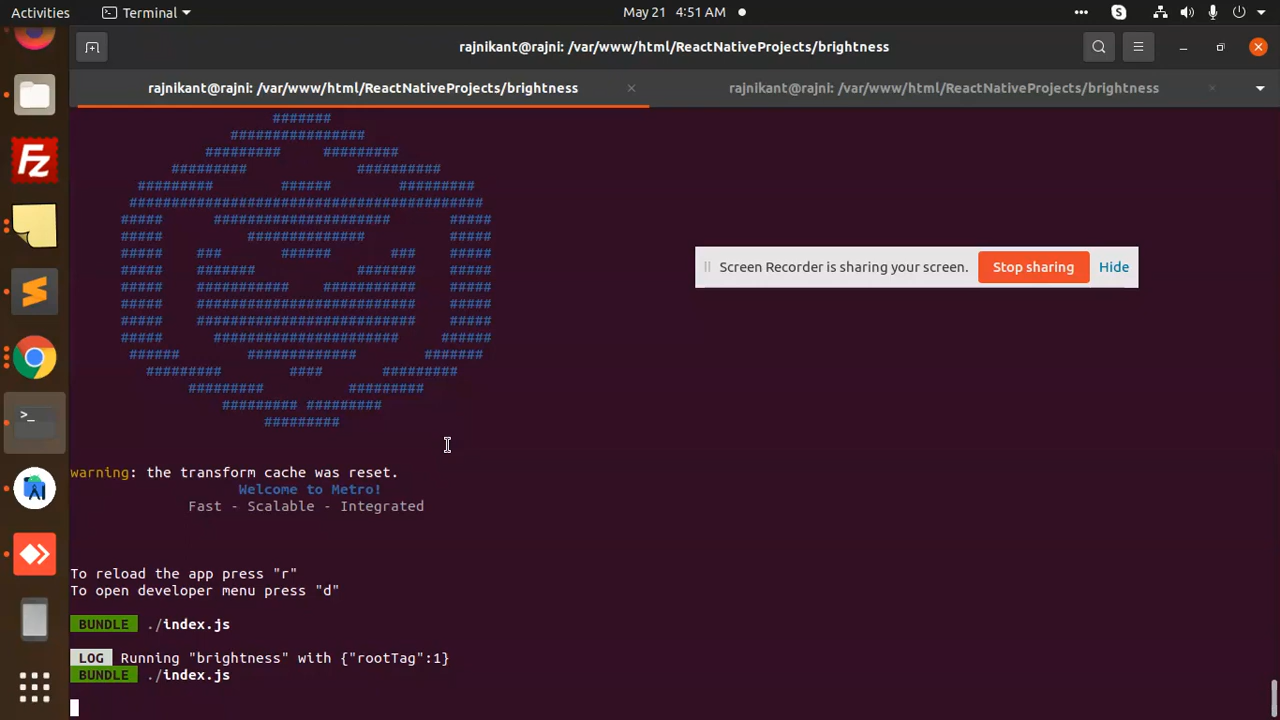 Activities
Terminal
May 21 4:51 AM
rajnikant@rajni: /var/www/html/ReactNativeProjects/brightness
rajnikant@rajni: /var/www/html/ReactNativeProjects/brightness
rajnikant@rajni: /var/www/html/ReactNativeProjects/brightness
#######
################
######### #########
######### ##########
######### ###### #########
##########################################
##### ##################### #####
##### ############## #####
##### ### ###### ### #####
##### ####### ####### #####
##### ########### ########### #####
##### ########################## #####
##### ########################## #####
##### ###################### ######
###### ############# #######
######### #### #########
######### #########
######### #########
#########
Screen Recorder is sharing your screen.
Stop sharing
Hide
warning: the transform cache was reset.
Welcome to Metro!
Fast - Scalable - Integrated
To reload the app press "r"
To open developer menu press "d"
BUNDLE ./index.js
LOG Running "brightness" with {"rootTag":1}
BUNDLE ./index.js